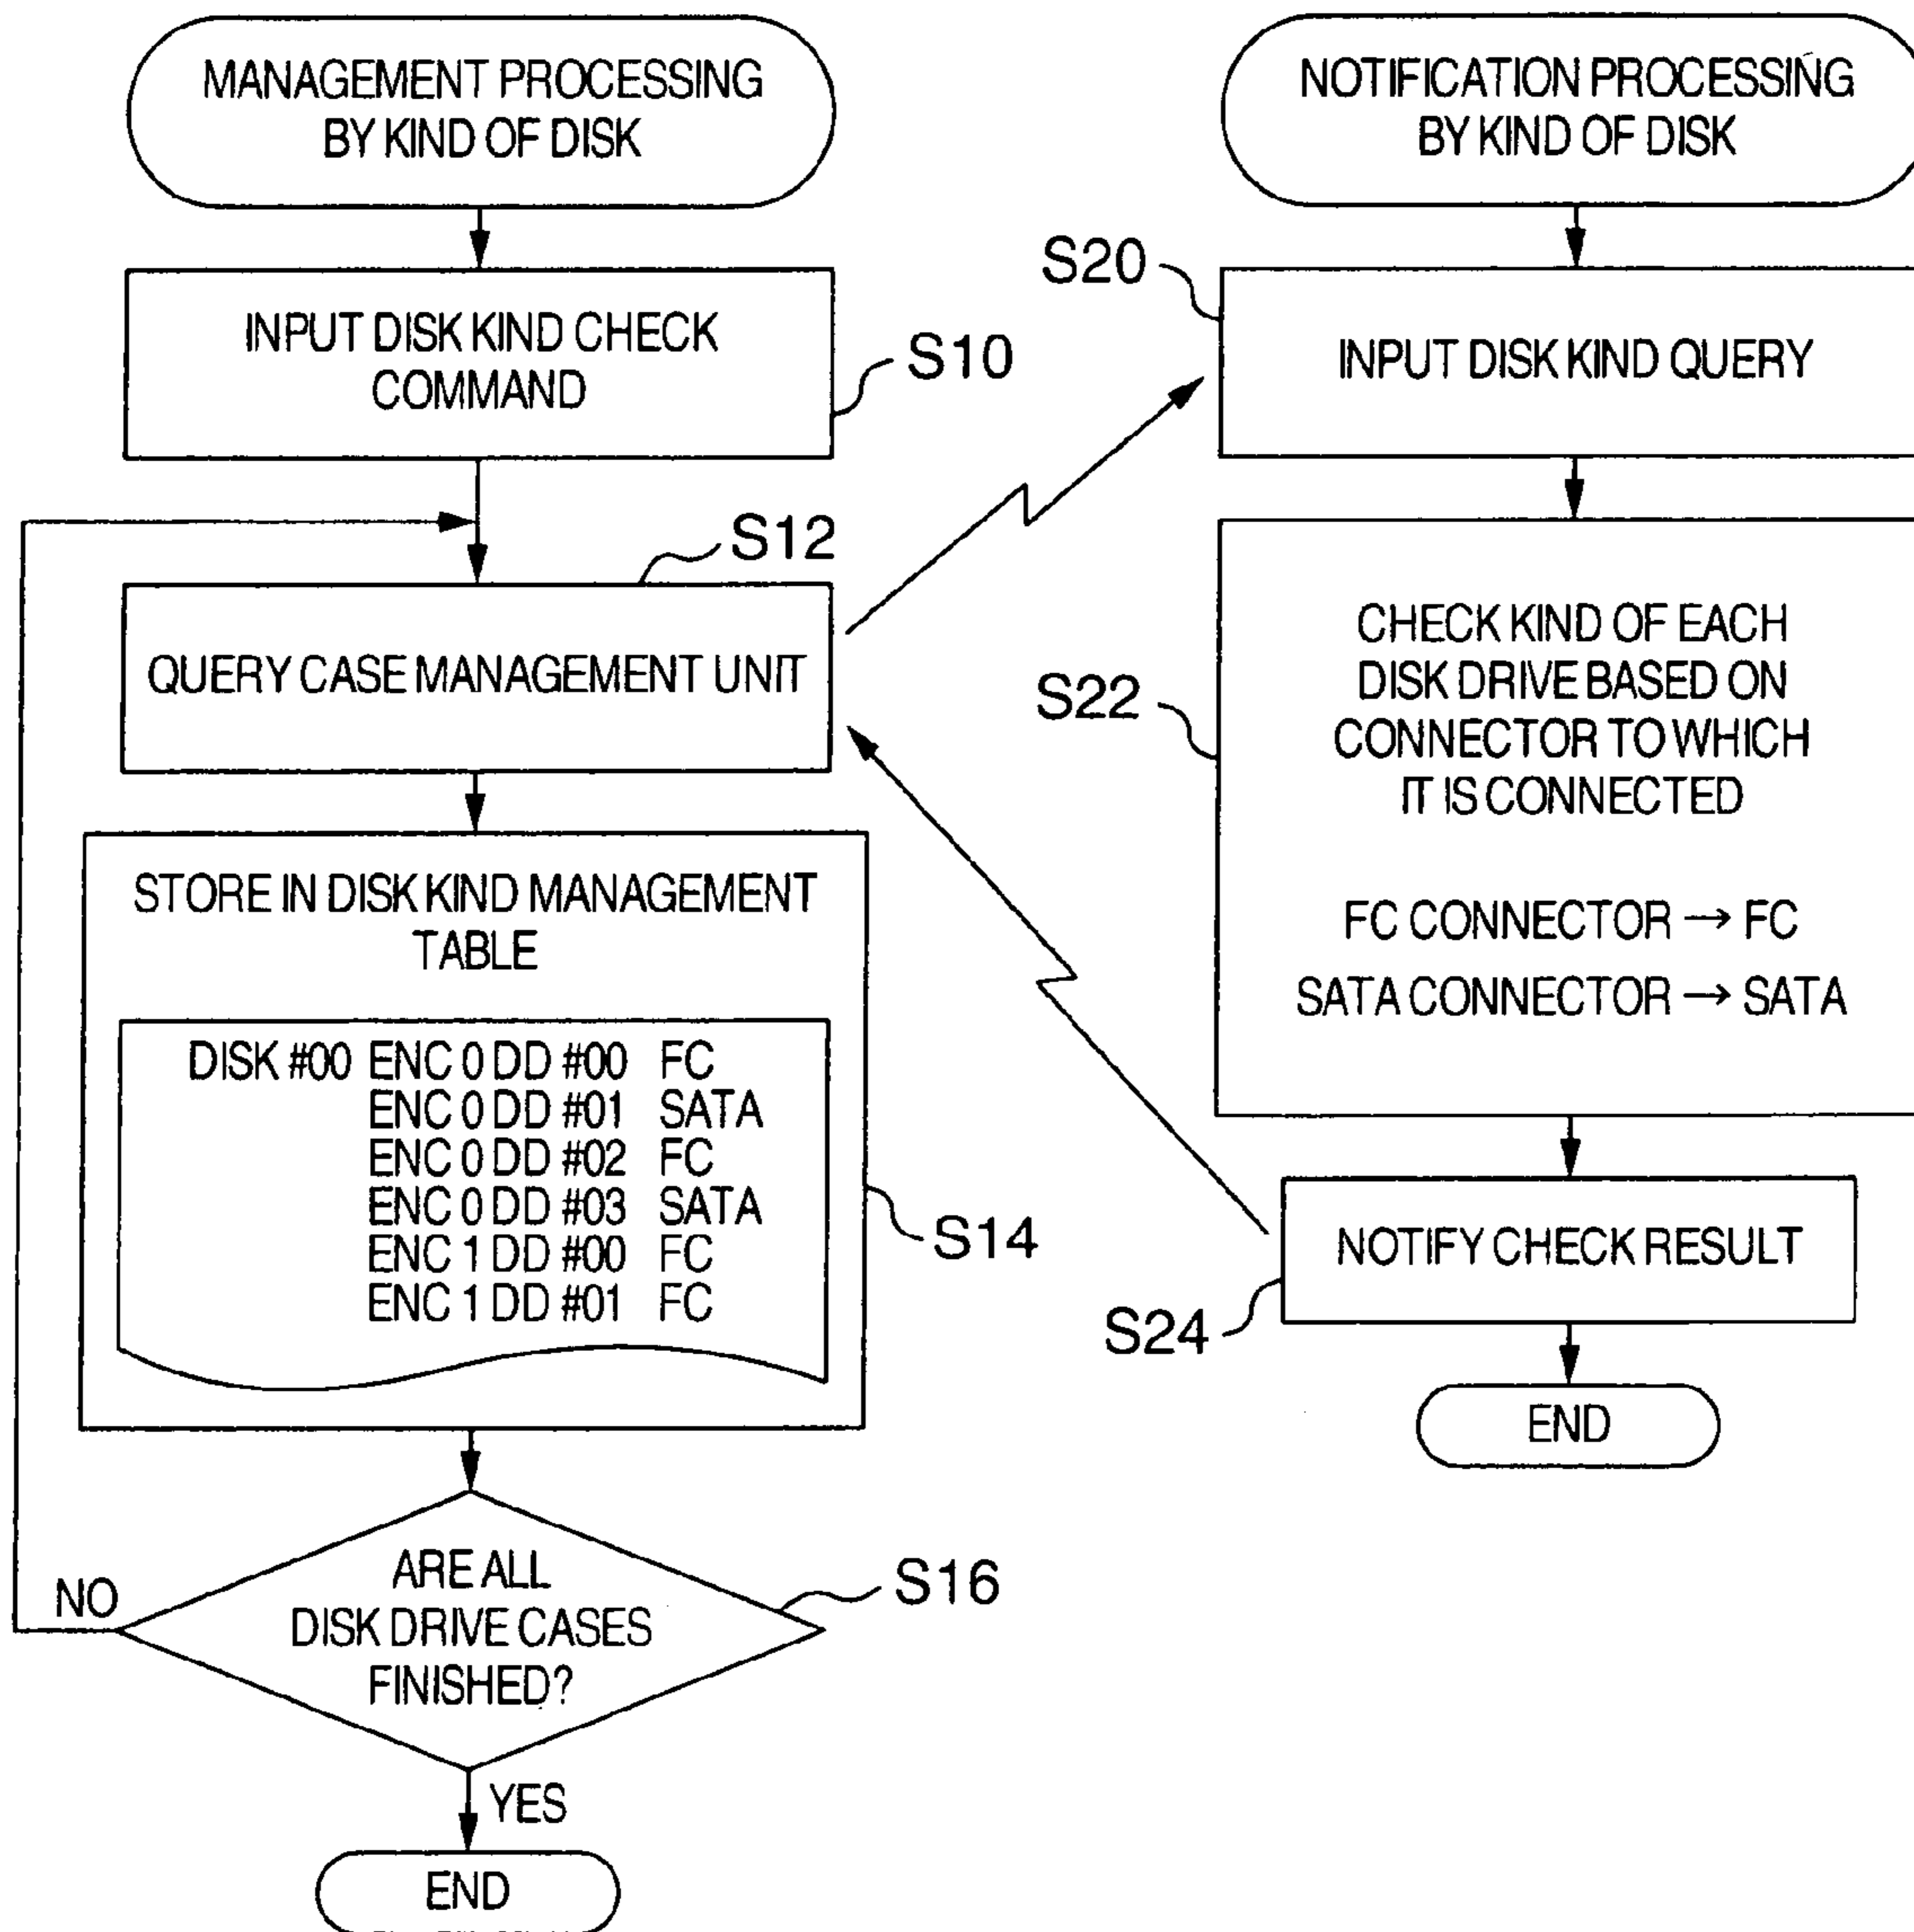 MANAGEMENT PROCESSING
BY KIND OF DISK
INPUT DISK KIND CHECK
COMMAND
S10
S12
QUERY CASE MANAGEMENT UNIT
STORE IN DISK KIND MANAGEMENT
TABLE
DISK #00 ENC 0 DD #00 FC
ENC 0 DD #01 SATA
ENC 0 DD #02 FC
ENC 0 DD #03 SATA
ENC 1 DD #00 FC
ENC 1 DD #01 FC
S14
ARE ALL
DISK DRIVE CASES
FINISHED?
S16
NO
YES
END
NOTIFICATION PROCESSING
BY KIND OF DISK
S20
INPUT DISK KIND QUERY
S22
CHECK KIND OF EACH
DISK DRIVE BASED ON
CONNECTOR TO WHICH
IT IS CONNECTED
FC CONNECTOR → FC
SATA CONNECTOR → SATA
NOTIFY CHECK RESULT
S24
END